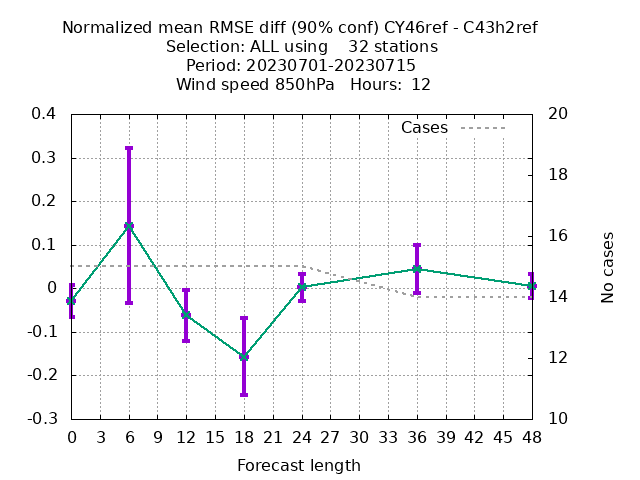 Normalized mean RMSE diff (90% conf) CY46ref - C43h2ref
Selection: ALL using    32 stations
Period: 20230701-20230715
Wind speed 850hPa   Hours:  12
0.4
0.3
0.2
0.1
0
-0.1
-0.2
-0.3
Cases
20
18
16
14
12
10
No cases
0 3 6 9 12 15 18 21 24 27 30 33 36 39 42 45 48
Forecast length